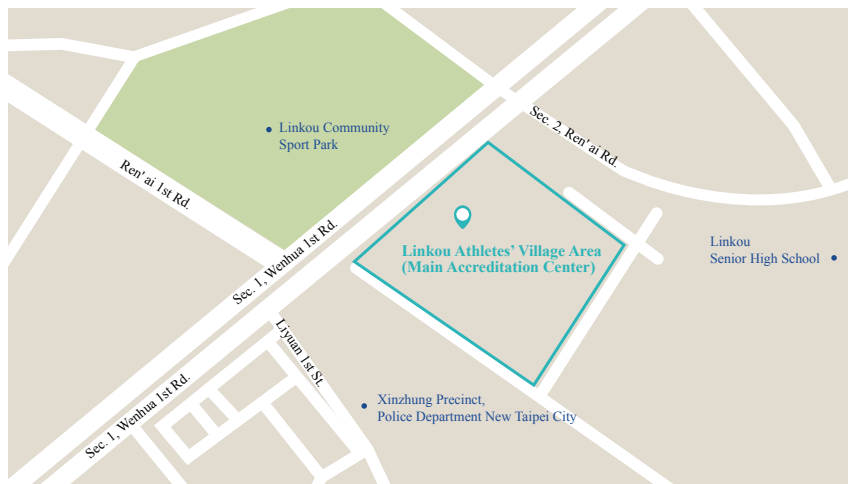 Sec. 2, Ren' ai Rd.
Linkou Community
Sport Park
Ren' ai 1st Rd.
Sec. 1, Wenhua 1st Rd.
Linkou Athletes’ Village Area
(Main Accreditation Center)
Linkou
Senior High School
Liyuan 1st St.
Sec. 1, Wenhua 1st Rd.
Xinzhung Precinct,
Police Department New Taipei City